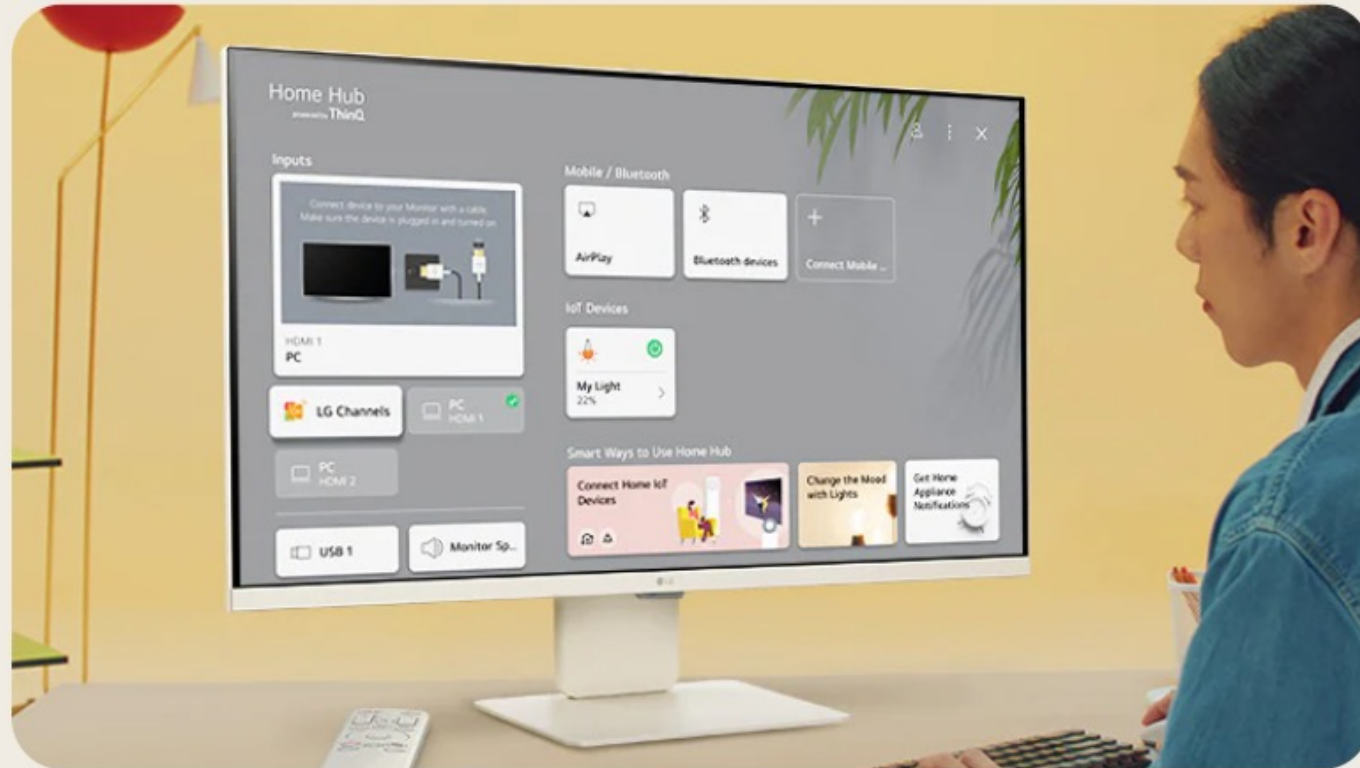 Home Hub
powered by ThinQ
Inputs
Connect device to your Monitor with a cable.
Make sure the device is plugged in and turned on.
HDMI 1
PC
LG Channels
PC
HDMI 1
PC
HDMI 2
USB 1
Monitor Sp...
Mobile / Bluetooth
AirPlay
Bluetooth devices
Connect Mobile ...
IoT Devices
My Light
22%
Smart Ways to Use Home Hub
Connect Home IoT
Devices
Change the Mood
with Lights
Get Home
Appliance
Notifications
LG